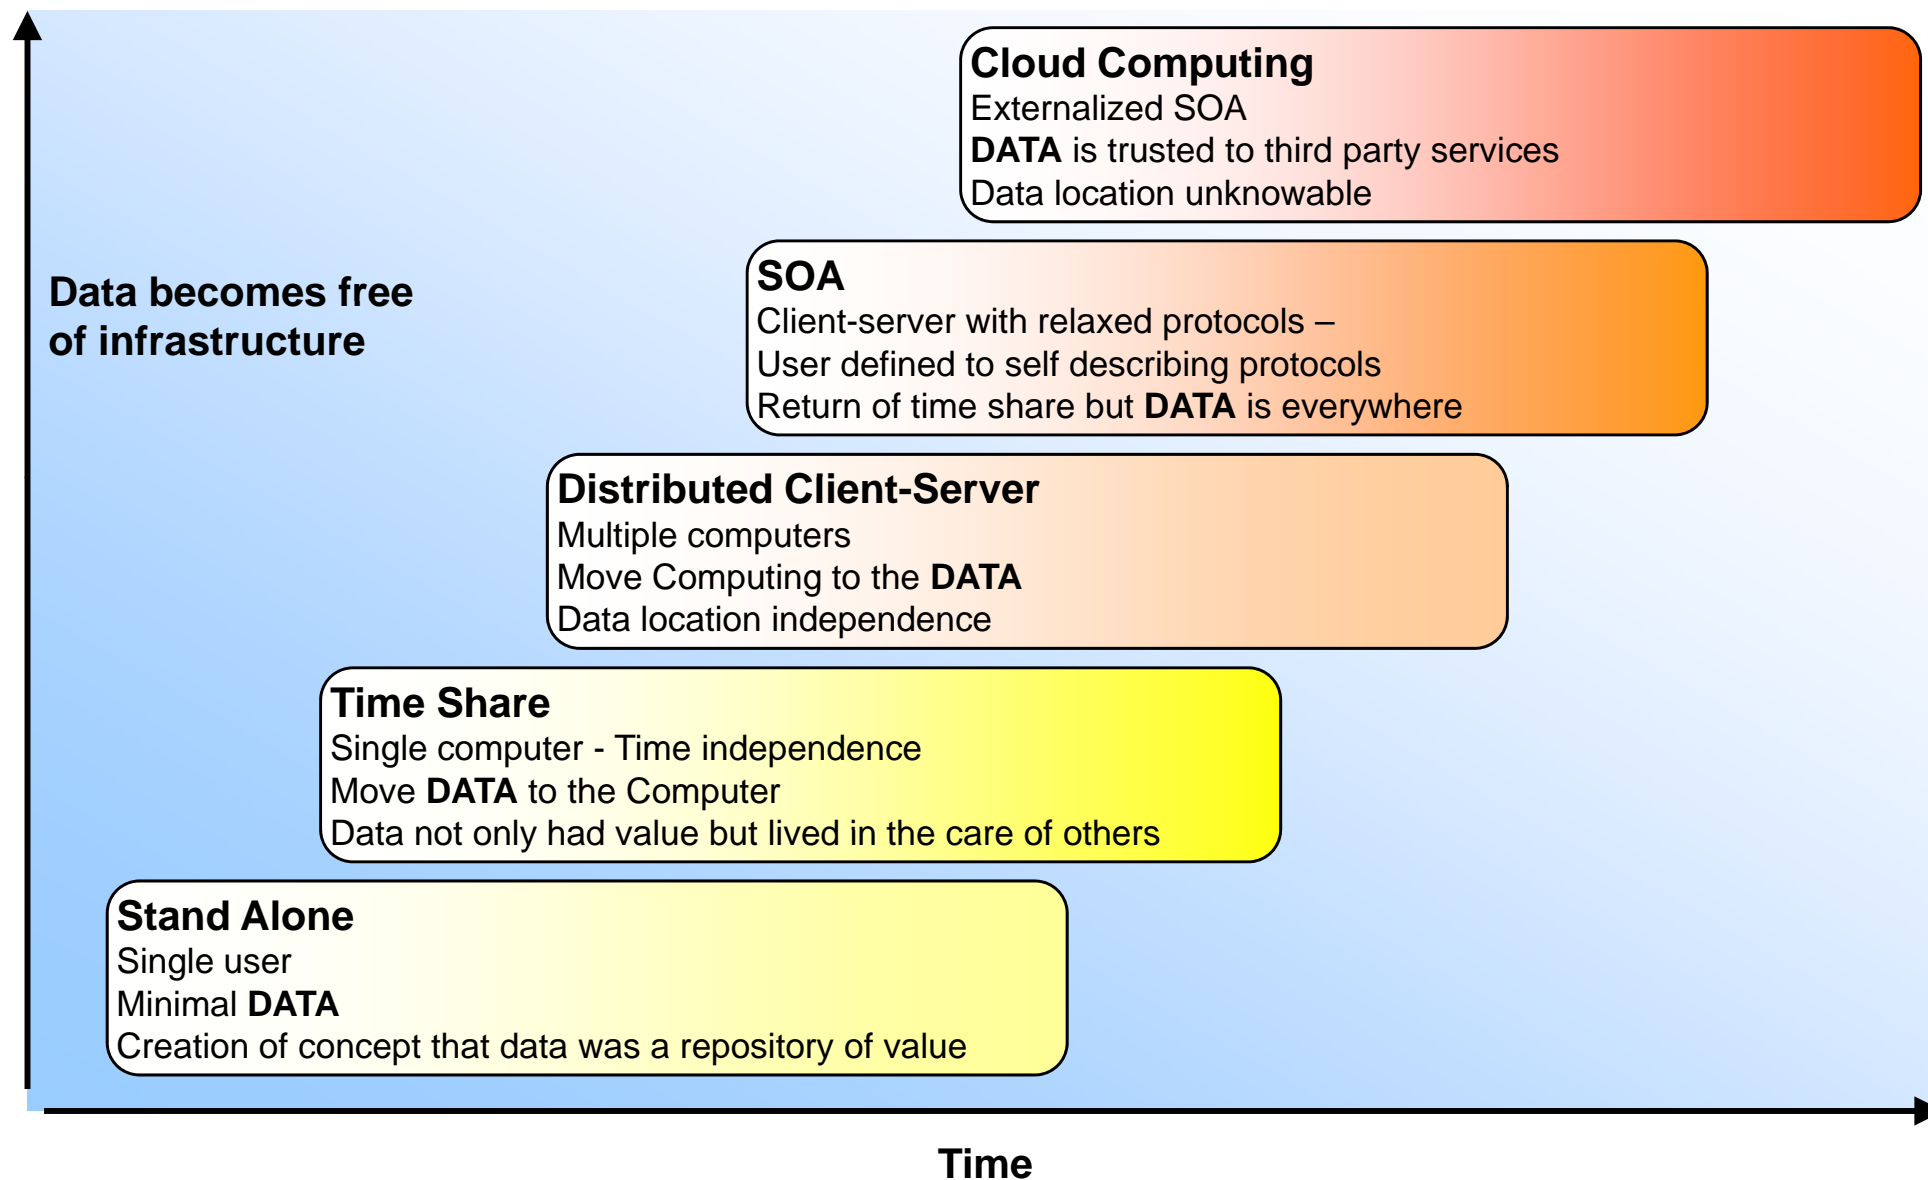 Cloud Computing
Externalized SOA
DATA is trusted to third party services
Data location unknowable
SOA
Client-server with relaxed protocols –
User defined to self describing protocols
Return of time share but DATA is everywhere
Data becomes free
of infrastructure
Distributed Client-Server
Multiple computers
Move Computing to the DATA
Data location independence
Time Share
Single computer - Time independence
Move DATA to the Computer
Data not only had value but lived in the care of others
Stand Alone
Single user
Minimal DATA
Creation of concept that data was a repository of value
Time